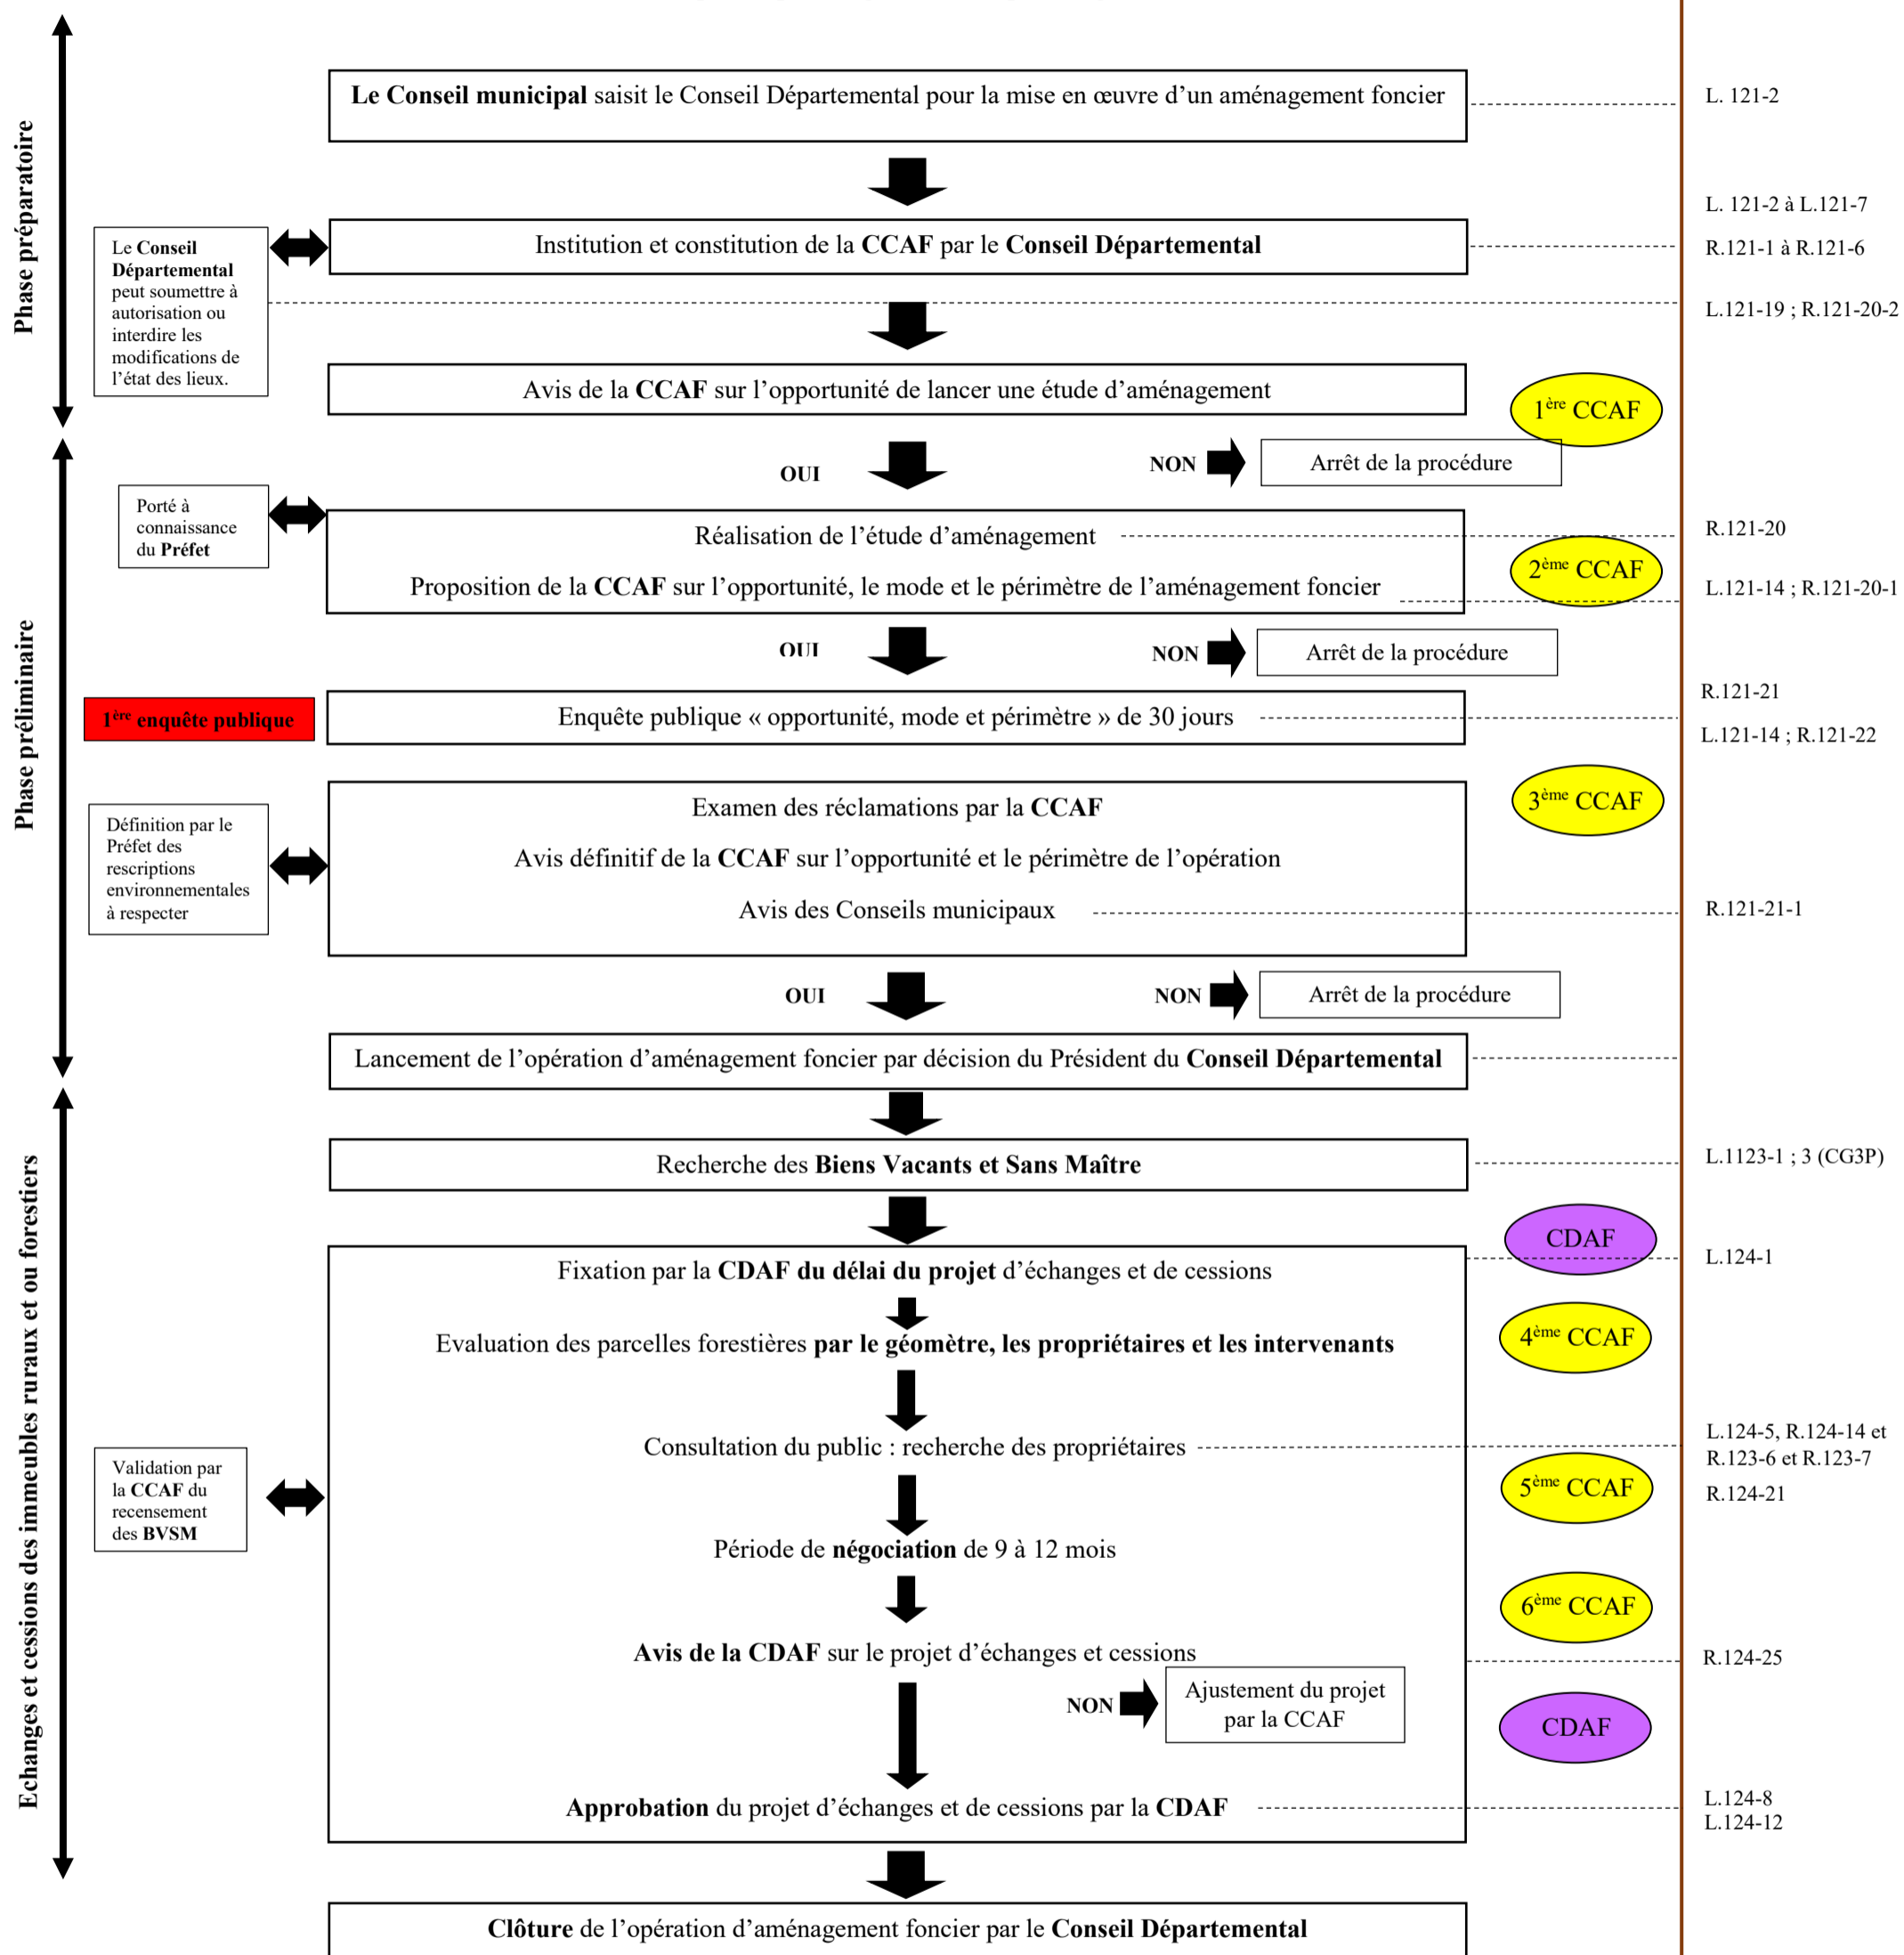 Phase préparatoire
Le Conseil municipal saisit le Conseil Départemental pour la mise en œuvre d’un aménagement foncier
L. 121-2
Le Conseil
Départemental
peut soumettre à
autorisation ou
interdire les
modifications de
l’état des lieux.
Institution et constitution de la CCAF par le Conseil Départemental
L. 121-2 à L.121-7
R.121-1 à R.121-6
L.121-19 ; R.121-20-2
Avis de la CCAF sur l’opportunité de lancer une étude d’aménagement
1ère CCAF
Phase préliminaire
OUI
NON
Arrêt de la procédure
Porté à
connaissance
du Préfet
Réalisation de l’étude d’aménagement
R.121-20
2ème CCAF
Proposition de la CCAF sur l’opportunité, le mode et le périmètre de l’aménagement foncier
L.121-14 ; R.121-20-1
OUI
NON
Arrêt de la procédure
1ère enquête publique
Enquête publique « opportunité, mode et périmètre » de 30 jours
R.121-21
L.121-14 ; R.121-22
Définition par le
Préfet des
rescriptions
environnementales
à respecter
Examen des réclamations par la CCAF
3ème CCAF
Avis définitif de la CCAF sur l’opportunité et le périmètre de l’opération
Avis des Conseils municipaux
R.121-21-1
OUI
NON
Arrêt de la procédure
Lancement de l’opération d’aménagement foncier par décision du Président du Conseil Départemental
Echanges et cessions des immeubles ruraux et ou forestiers
Recherche des Biens Vacants et Sans Maître
L.1123-1 ; 3 (CG3P)
CDAF
Fixation par la CDAF du délai du projet d’échanges et de cessions
L.124-1
Evaluation des parcelles forestières par le géomètre, les propriétaires et les intervenants
4ème CCAF
Consultation du public : recherche des propriétaires
L.124-5, R.124-14 et
R.123-6 et R.123-7
Validation par
la CCAF du
recensement
des BVSM
5ème CCAF
R.124-21
Période de négociation de 9 à 12 mois
6ème CCAF
Avis de la CDAF sur le projet d’échanges et cessions
R.124-25
NON
Ajustement du projet
par la CCAF
CDAF
Approbation du projet d’échanges et de cessions par la CDAF
L.124-8
L.124-12
Clôture de l’opération d’aménagement foncier par le Conseil Départemental